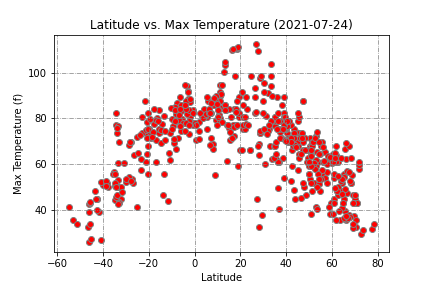 Latitude vs. Max Temperature (2021-07-24)
Max Temperature (f)
100
80
60
40
−60 −40 −20 0 20 40 60 80
Latitude